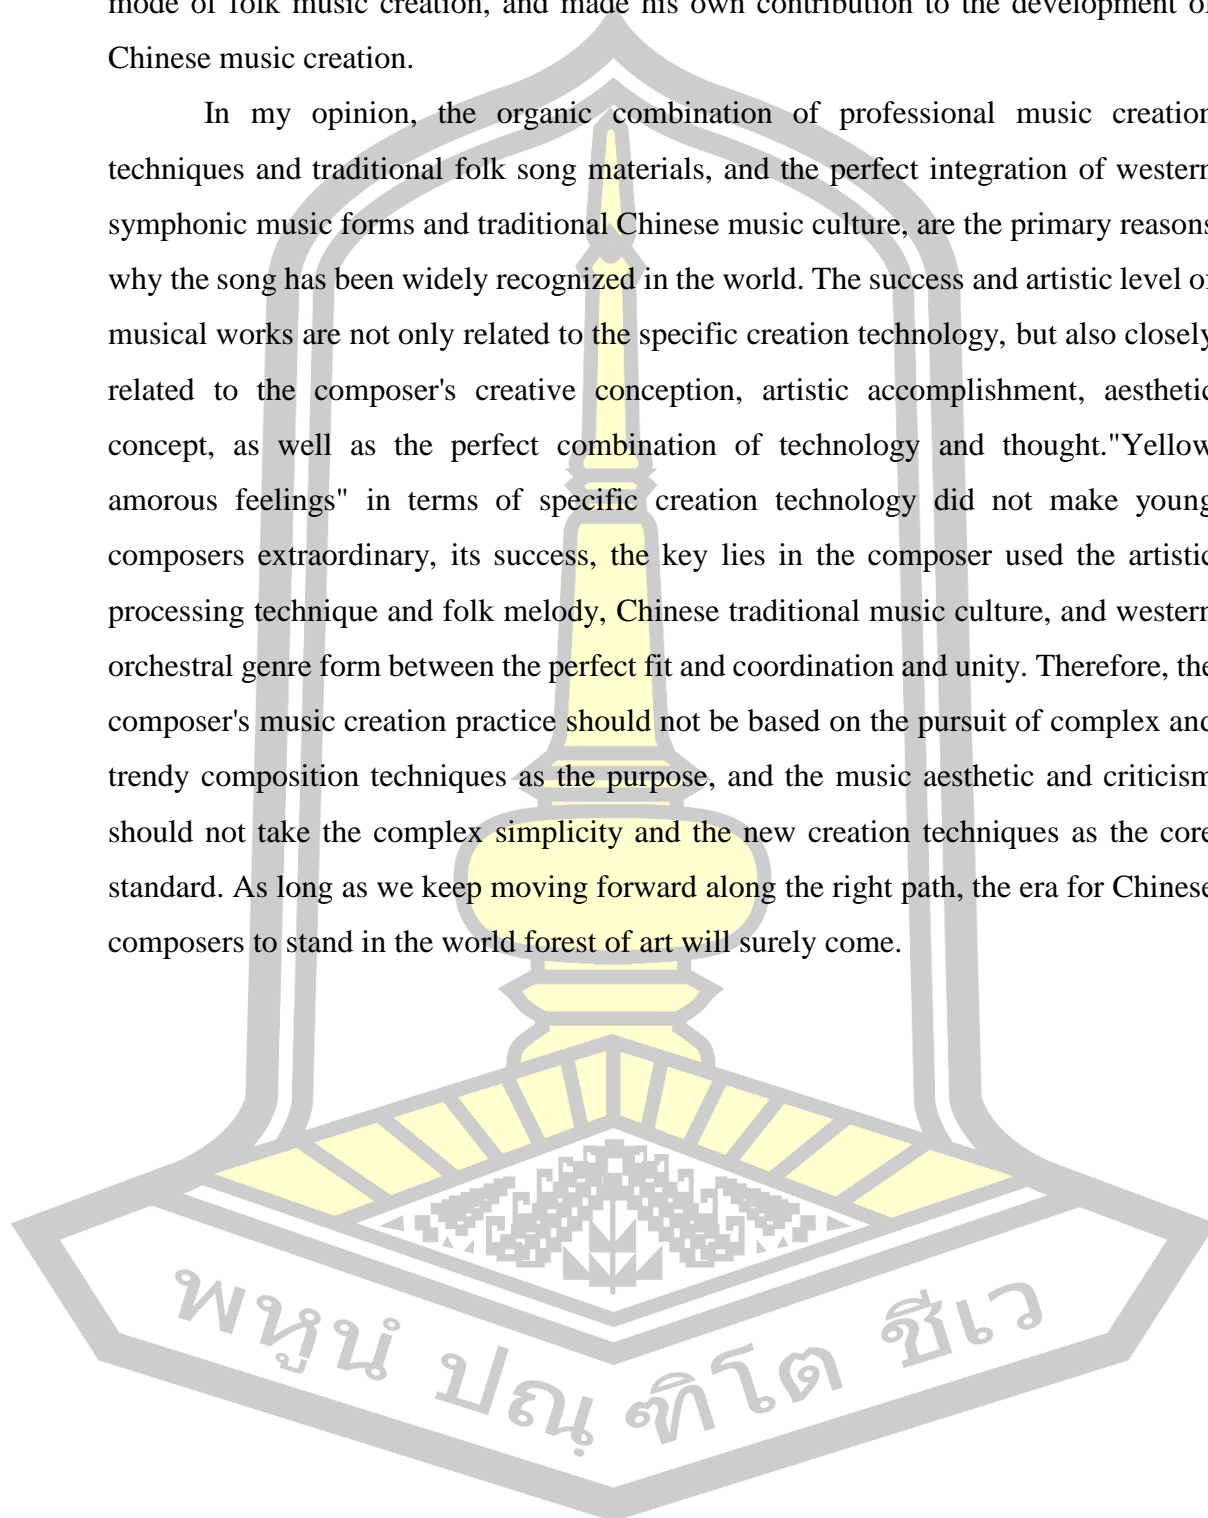 mode of folk music creation, and made his own contribution to the development of
Chinese music creation.
In my opinion, the organic combination of professional music creation
techniques and traditional folk song materials, and the perfect integration of western
symphonic music forms and traditional Chinese music culture, are the primary reasons
why the song has been widely recognized in the world. The success and artistic level of
musical works are not only related to the specific creation technology, but also closely
related to the composer's creative conception, artistic accomplishment, aesthetic
concept, as well as the perfect combination of technology and thought."Yellow
amorous feelings" in terms of specific creation technology did not make young
composers extraordinary, its success, the key lies in the composer used the artistic
processing technique and folk melody, Chinese traditional music culture, and western
orchestral genre form between the perfect fit and coordination and unity. Therefore, the
composer's music creation practice should not be based on the pursuit of complex and
trendy composition techniques as the purpose, and the music aesthetic and criticism
should not take the complex simplicity and the new creation techniques as the core
standard. As long as we keep moving forward along the right path, the era for Chinese
composers to stand in the world forest of art will surely come.
พหูนํ ปณฺฑิโต ชีเว